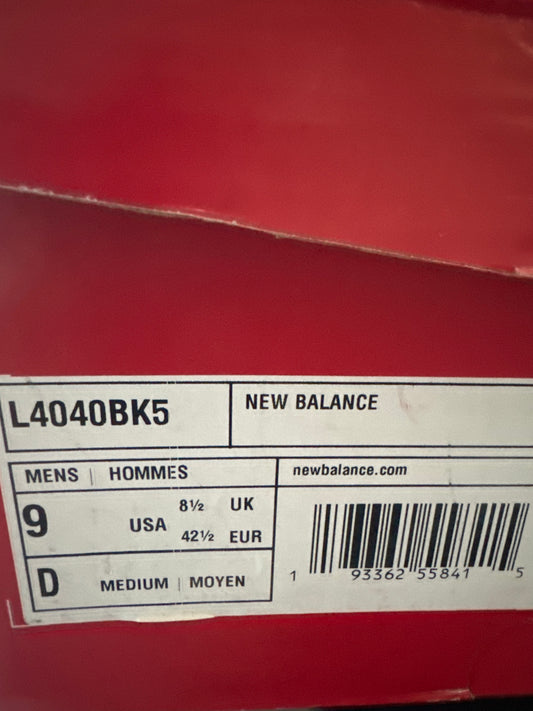 L4040BK5
NEW BALANCE
MENS | HOMMES
newbalance.com
9 USA 8½ UK
42½ EUR
D MEDIUM | MOYEN
1 93362 55841 5